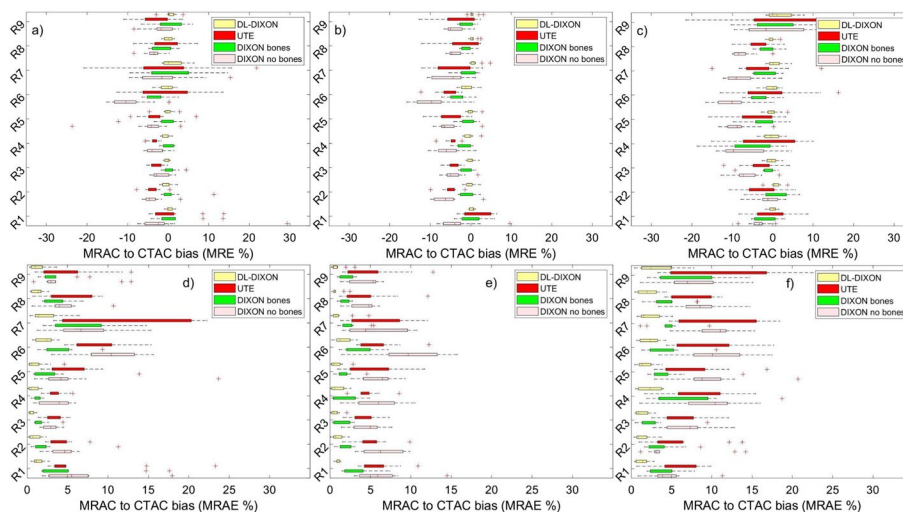 a)
DL-DIXON
UTE
DIXON bones
DIXON no bones
R9
R8
R7
R6
R5
R4
R3
R2
R1
-30 -20 -10 0 10 20 30
MRAC to CTAC bias (MRE %)
b)
DL-DIXON
UTE
DIXON bones
DIXON no bones
R9
R8
R7
R6
R5
R4
R3
R2
R1
-30 -20 -10 0 10 20 30
MRAC to CTAC bias (MRE %)
c)
DL-DIXON
UTE
DIXON bones
DIXON no bones
R9
R8
R7
R6
R5
R4
R3
R2
R1
-30 -20 -10 0 10 20 30
MRAC to CTAC bias (MRE %)
d)
DL-DIXON
UTE
DIXON bones
DIXON no bones
R9
R8
R7
R6
R5
R4
R3
R2
R1
0 5 10 15 20 25 30
MRAC to CTAC bias (MRAE %)
e)
DL-DIXON
UTE
DIXON bones
DIXON no bones
R9
R8
R7
R6
R5
R4
R3
R2
R1
0 5 10 15 20 25 30
MRAC to CTAC bias (MRAE %)
f)
DL-DIXON
UTE
DIXON bones
DIXON no bones
R9
R8
R7
R6
R5
R4
R3
R2
R1
0 5 10 15 20 25 30
MRAC to CTAC bias (MRAE %)